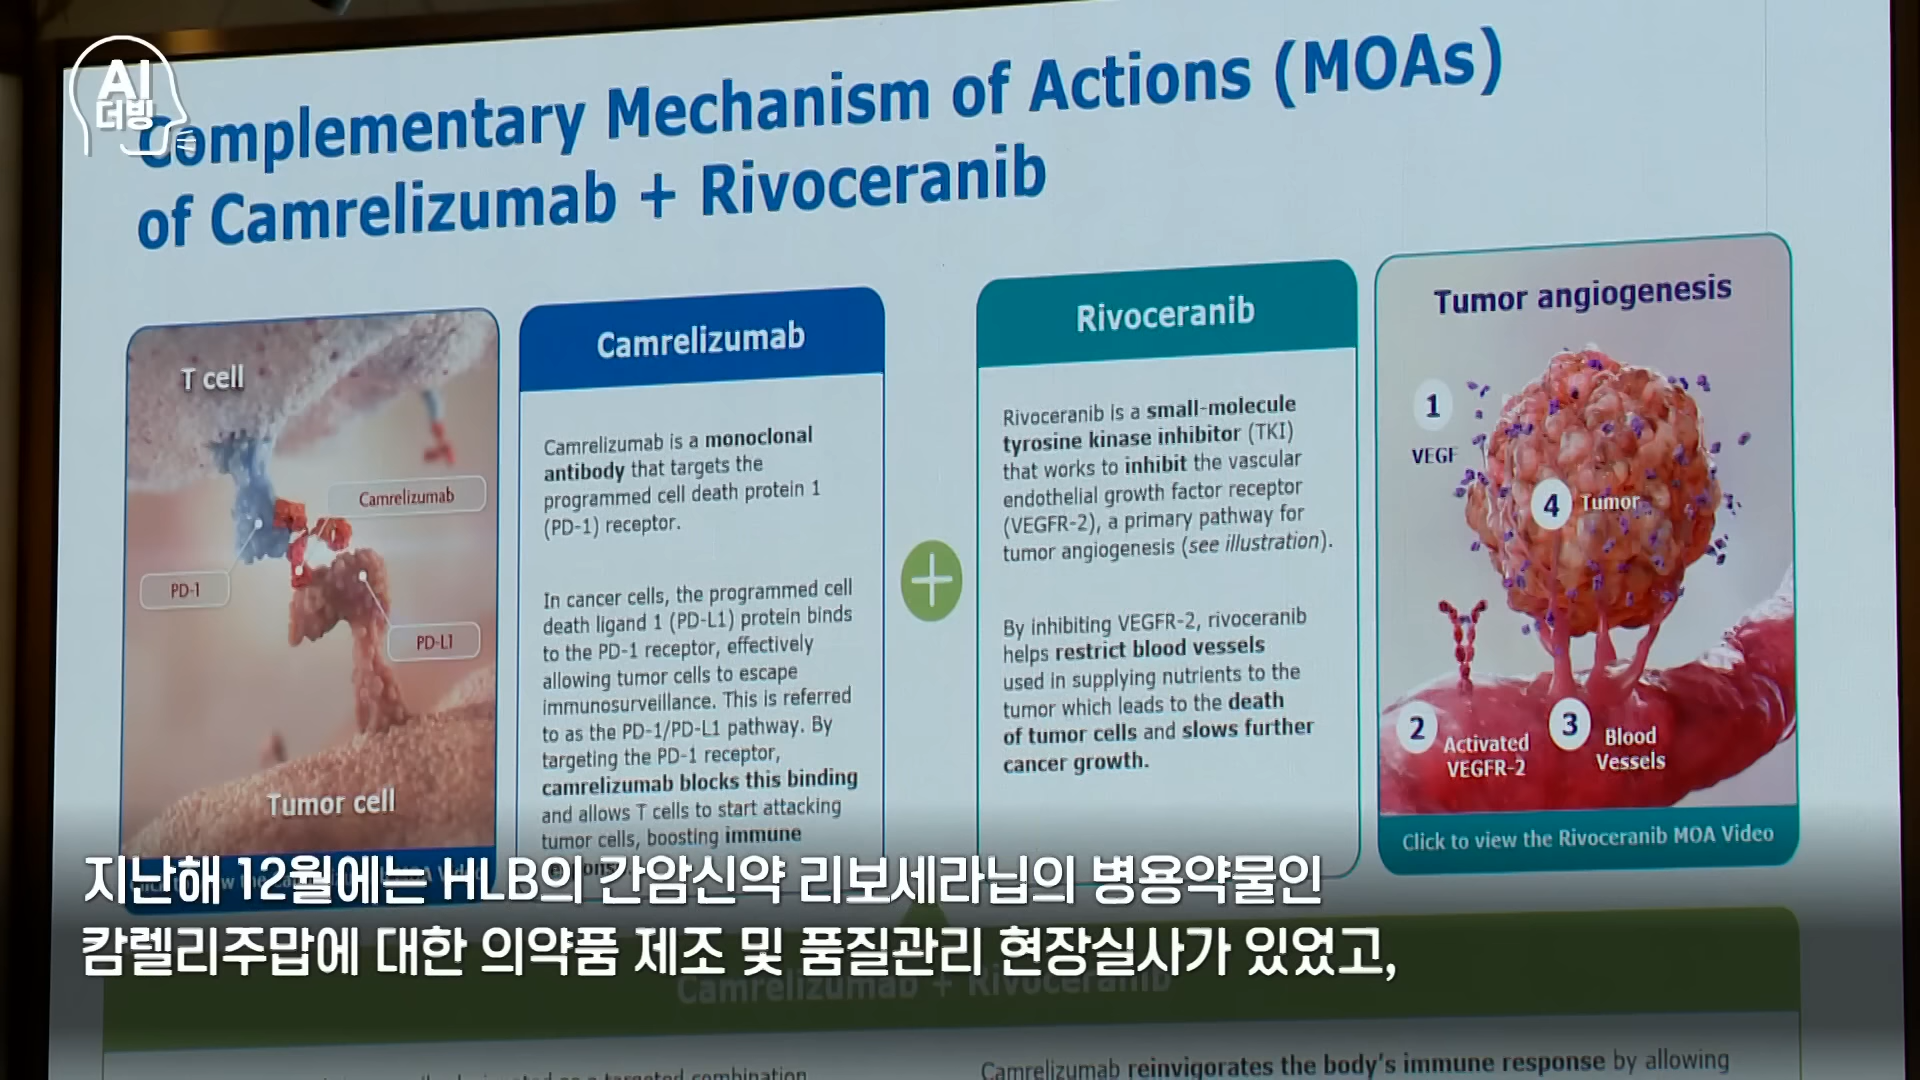 AI
더빙
Complementary Mechanism of Actions (MOAs)
of Camrelizumab + Rivoceranib
T cell
Camrelizumab
PD-1
PD-L1
Tumor cell
Camrelizumab
Camrelizumab is a monoclonal
antibody that targets the
programmed cell death protein 1
(PD-1) receptor.
In cancer cells, the programmed cell
death ligand 1 (PD-L1) protein binds
to the PD-1 receptor, effectively
allowing tumor cells to escape
immunosurveillance. This is referred
to as the PD-1/PD-L1 pathway. By
targeting the PD-1 receptor,
camrelizumab blocks this binding
and allows T cells to start attacking
tumor cells, boosting immune
Rivoceranib
Rivoceranib is a small-molecule
tyrosine kinase inhibitor (TKI)
that works to inhibit the vascular
endothelial growth factor receptor
(VEGFR-2), a primary pathway for
tumor angiogenesis (see illustration).
By inhibiting VEGFR-2, rivoceranib
helps restrict blood vessels
used in supplying nutrients to the
tumor which leads to the death
of tumor cells and slows further
cancer growth.
Tumor angiogenesis
1
VEGF
4 Tumor
2 Activated
VEGFR-2
3 Blood
Vessels
Click to view the Rivoceranib MOA Video
지난해 12월에는 HLB의 간암신약 리보세라닙의 병용약물인
캄렐리주맙에 대한 의약품 제조 및 품질관리 현장실사가 있었고,
Camrelizumab + Rivoceranib
Camrelizumab reinvigorates the body's immune response by allowing